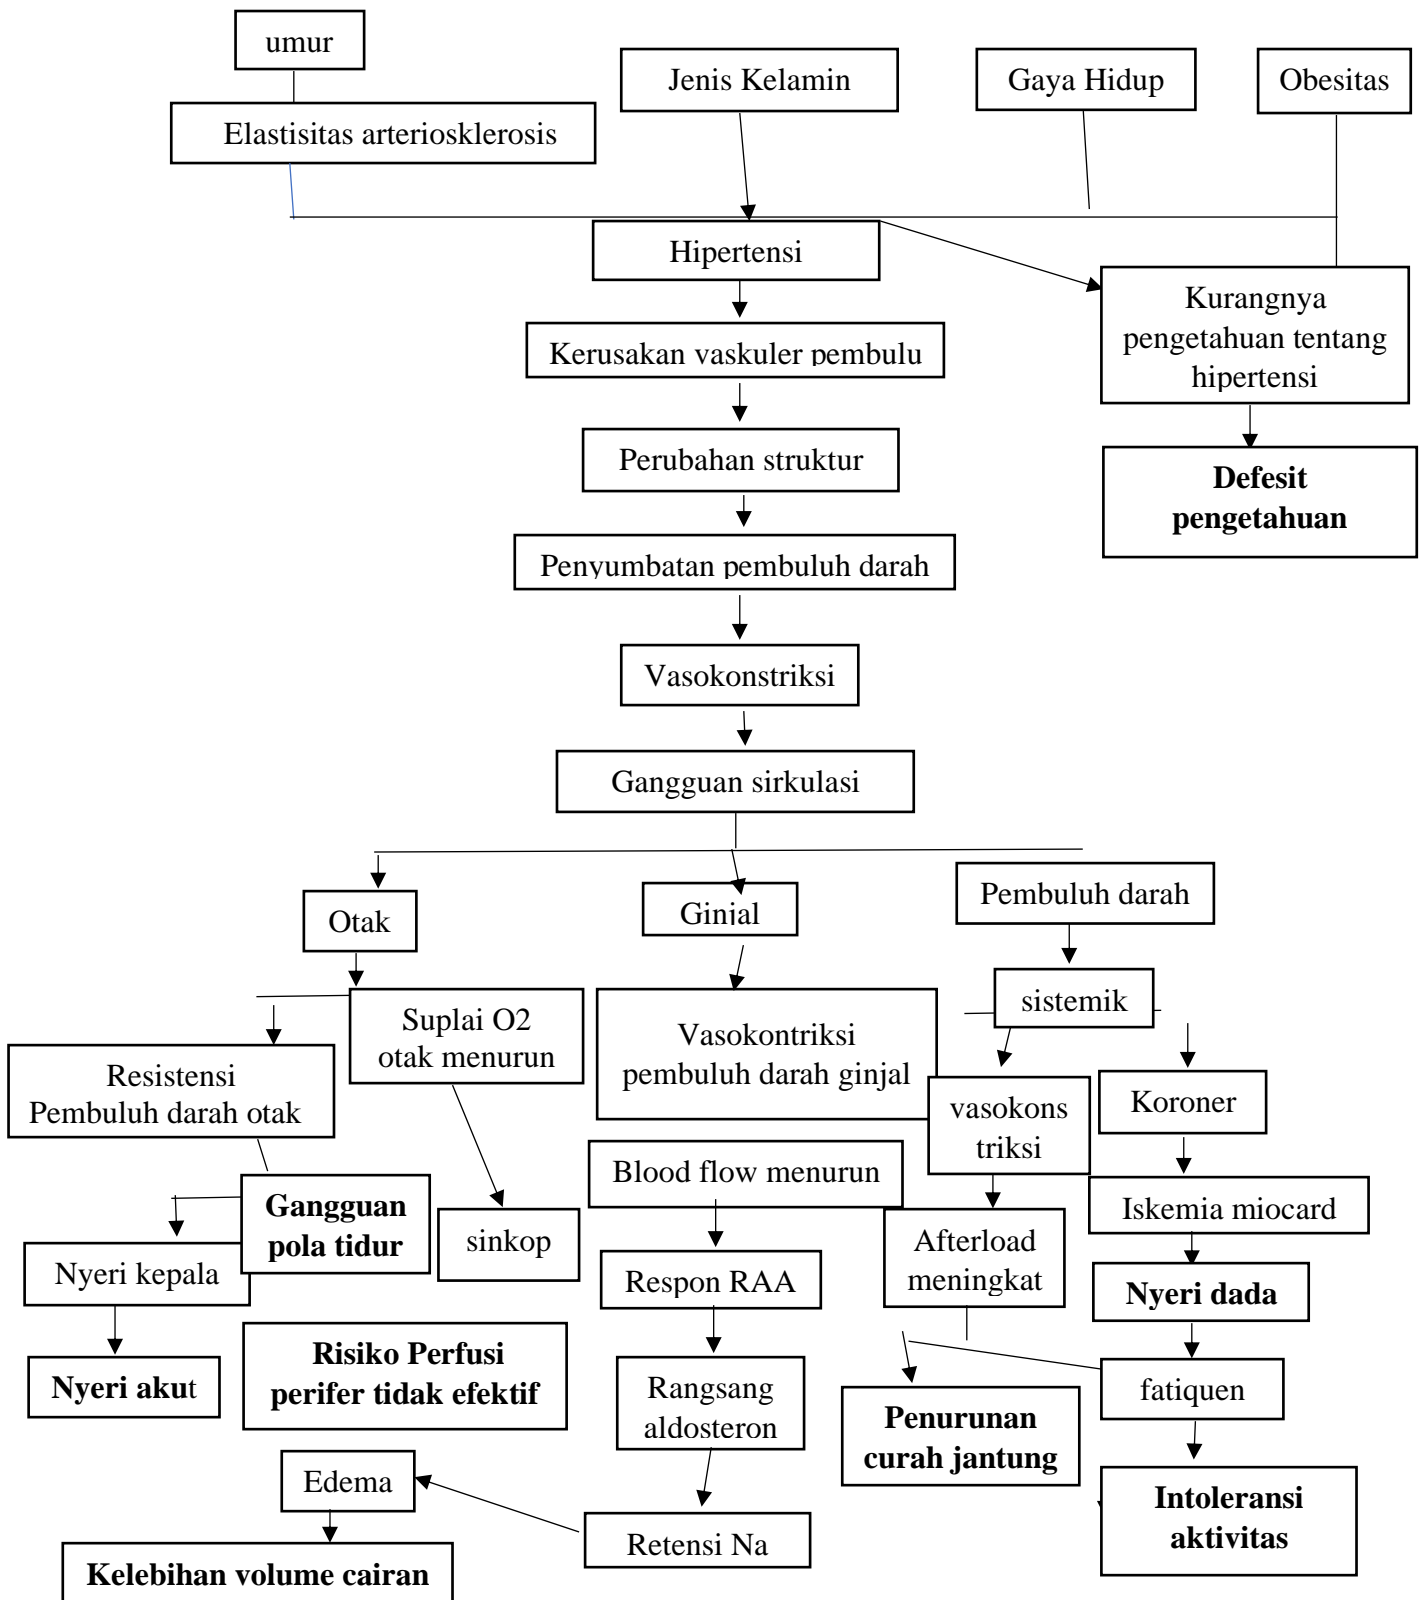 umur
Jenis Kelamin
Gaya Hidup
Obesitas
Elastisitas arteriosklerosis
Hipertensi
Kurangnya
pengetahuan tentang
hipertensi
Kerusakan vaskuler pembulu
Perubahan struktur
Defesit
pengetahuan
Penyumbatan pembuluh darah
Vasokonstriksi
Gangguan sirkulasi
Otak
Ginjal
Pembuluh darah
Suplai O2
otak menurun
Vasokontriksi
pembuluh darah ginjal
sistemik
Resistensi
Pembuluh darah otak
vasokons
triksi
Koroner
Blood flow menurun
Gangguan
pola tidur
sinkop
Iskemia miocard
Nyeri kepala
Respon RAA
Afterload
meningkat
Nyeri dada
Nyeri akut
Risiko Perfusi
perifer tidak efektif
Rangsang
aldosteron
Penurunan
curah jantung
fatiquen
Edema
Retensi Na
Intoleransi
aktivitas
Kelebihan volume cairan